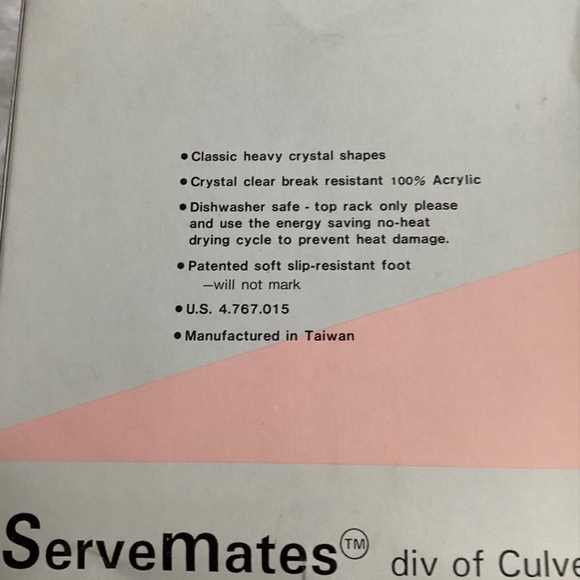 • Classic heavy crystal shapes
• Crystal clear break resistant 100% Acrylic
• Dishwasher safe - top rack only please
and use the energy saving no-heat
drying cycle to prevent heat damage.
• Patented soft slip-resistant foot
—will not mark
• U.S. 4.767.015
• Manufactured in Taiwan
ServeMates™ div of